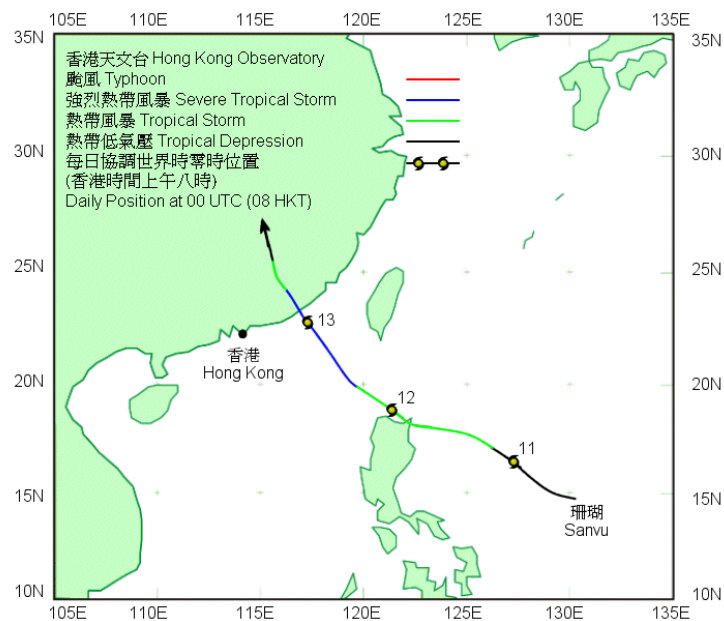 105E 110E 115E 120E 125E 130E 135E
35N 35N
香港天文台 Hong Kong Observatory
颱風 Typhoon
強烈熱帶風暴 Severe Tropical Storm
熱帶風暴 Tropical Storm
熱帶低氣壓 Tropical Depression
每日協調世界時零時位置
(香港時間上午八時)
Daily Position at 00 UTC (08 HKT)
30N 30N
25N 25N
13
香港
Hong Kong
20N 20N
12
11
15N 15N
珊瑚
Sanvu
10N 10N
105E 110E 115E 120E 125E 130E 135E